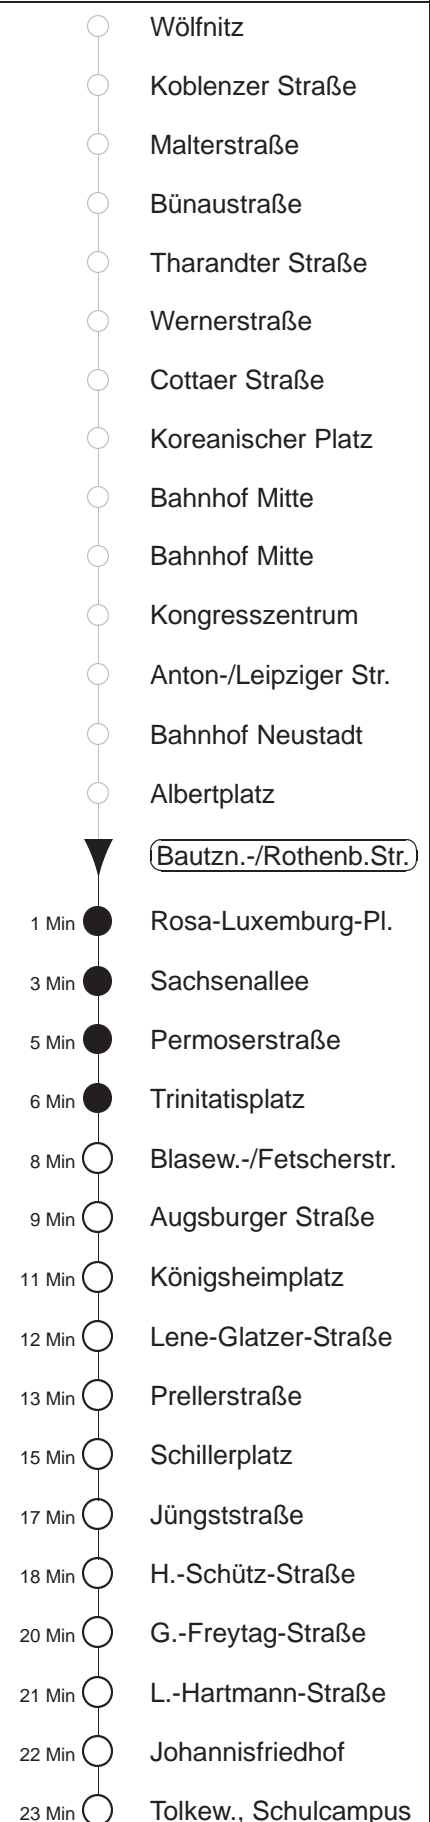 Wölfnitz
Koblenzer Straße
Malterstraße
Bünaustraße
Tharandter Straße
Wernerstraße
Cottaer Straße
Koreanischer Platz
Bahnhof Mitte
Bahnhof Mitte
Kongresszentrum
Anton-/Leipziger Str.
Bahnhof Neustadt
Albertplatz
Bautzn.-/Rothenb.Str.
1 Min Rosa-Luxemburg-Pl.
3 Min Sachsenallee
5 Min Permoserstraße
6 Min Trinitatisplatz
8 Min Blasew.-/Fetscherstr.
9 Min Augsburger Straße
11 Min Königsheimplatz
12 Min Lene-Glatzer-Straße
13 Min Prellerstraße
15 Min Schillerplatz
17 Min Jüngststraße
18 Min H.-Schütz-Straße
20 Min G.-Freytag-Straße
21 Min L.-Hartmann-Straße
22 Min Johannisfriedhof
23 Min Tolkew., Schulcampus